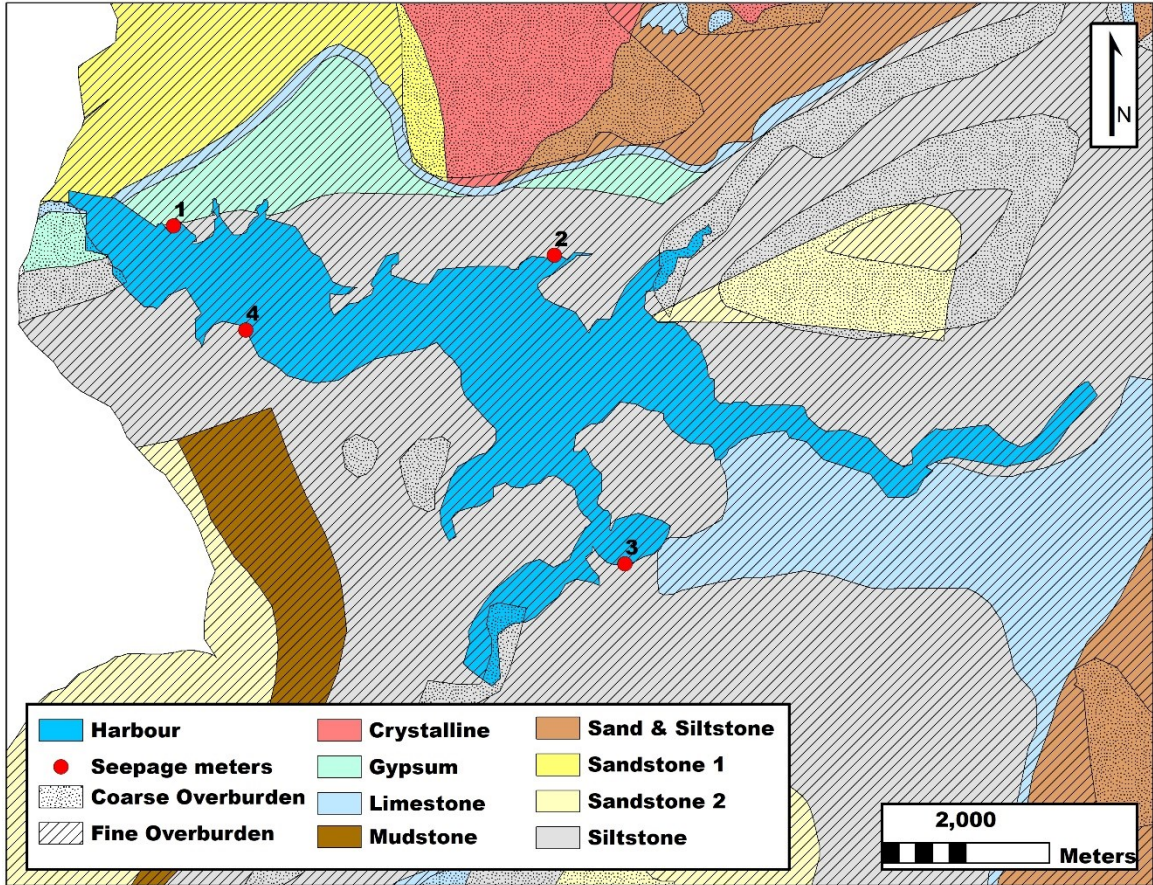 N
1
2
4
3
Harbour
Seepage meters
Coarse Overburden
Fine Overburden
Crystalline
Gypsum
Limestone
Mudstone
Sand & Siltstone
Sandstone 1
Sandstone 2
Siltstone
2,000
Meters